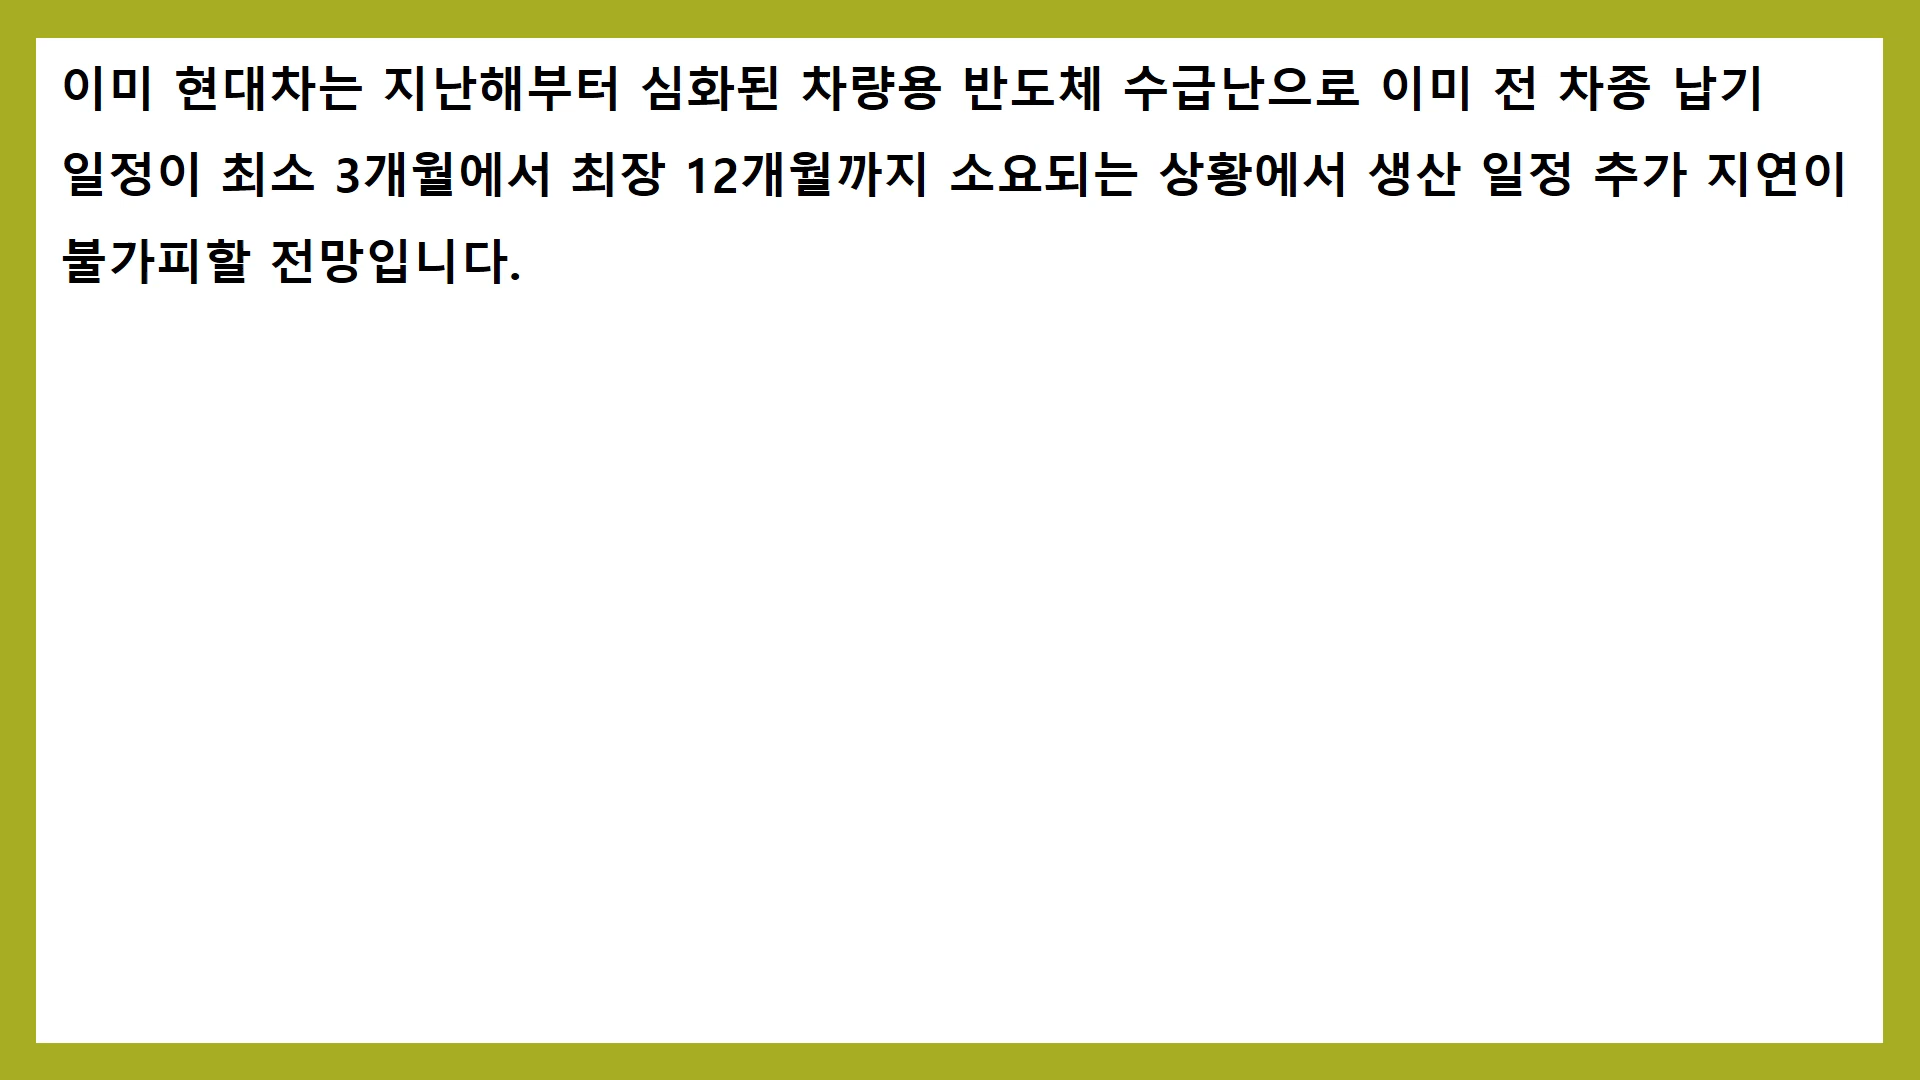 이미 현대차는 지난해부터 심화된 차량용 반도체 수급난으로 이미 전 차종 납기
일정이 최소 3개월에서 최장 12개월까지 소요되는 상황에서 생산 일정 추가 지연이
불가피할 전망입니다.